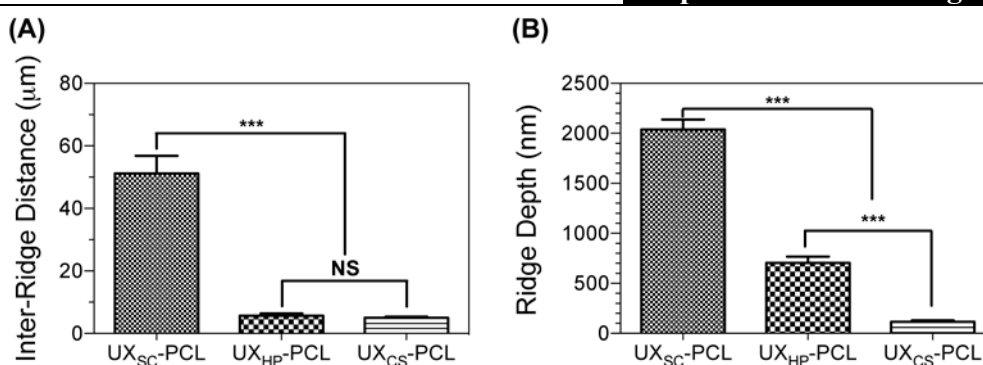 (A)
Inter-Ridge Distance (μm)
80
60
40
20
0
***
NS
UXSC-PCL UXHP-PCL UXCS-PCL
(B)
Ridge Depth (nm)
2500
2000
1500
1000
500
0
***
***
UXSC-PCL UXHP-PCL UXCS-PCL